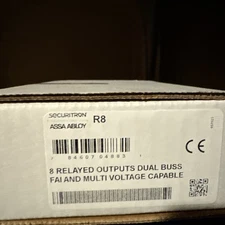 SECURITRON
ASSA ABLOY
R8
8 RELAYED OUTPUTS DUAL BUSS
FAI AND MULTI VOLTAGE CAPABLE
CE